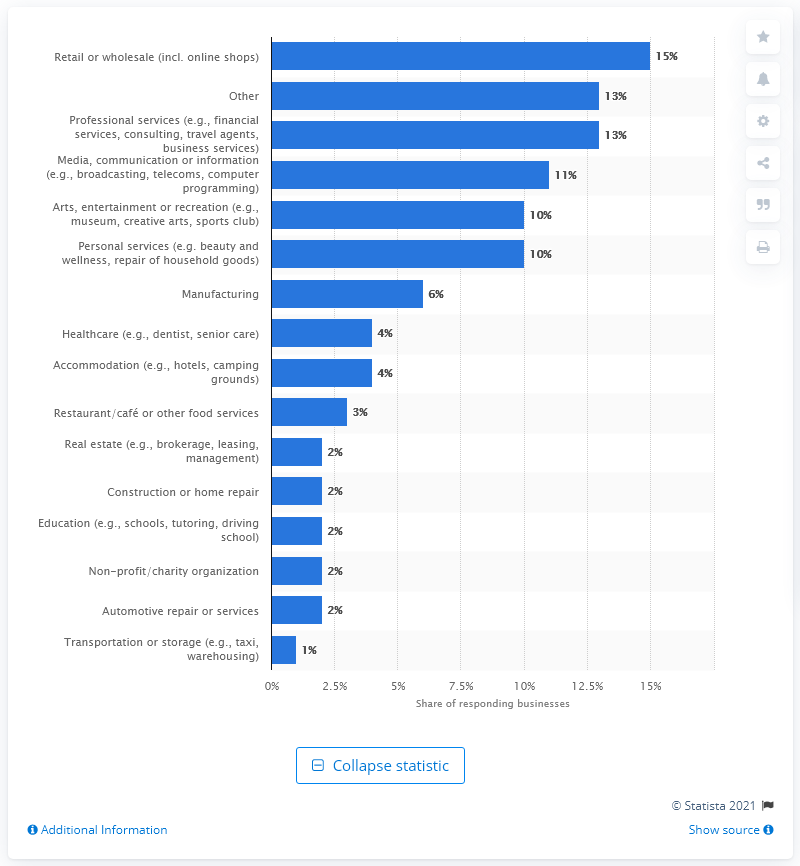 Retail or wholesale (incl. online shops)
15%
Other
13%
Professional services (e.g., financial
services, consulting, travel agents,
business services)
13%
Media, communication or information
(e.g., broadcasting, telecoms, computer
programming)
11%
Arts, entertainment or recreation (e.g.,
museum, creative arts, sports club)
10%
Personal services (e.g. beauty and
wellness, repair of household goods)
10%
Manufacturing
6%
Healthcare (e.g., dentist, senior care)
4%
Accommodation (e.g., hotels, camping
grounds)
4%
Restaurant/café or other food services
3%
Real estate (e.g., brokerage, leasing,
management)
2%
Construction or home repair
2%
Education (e.g., schools, tutoring, driving
school)
2%
Non-profit/charity organization
2%
Automotive repair or services
2%
Transportation or storage (e.g., taxi,
warehousing)
1%
0% 2.5% 5% 7.5% 10% 12.5% 15%
Share of responding businesses
Collapse statistic
© Statista 2021
Additional Information
Show source